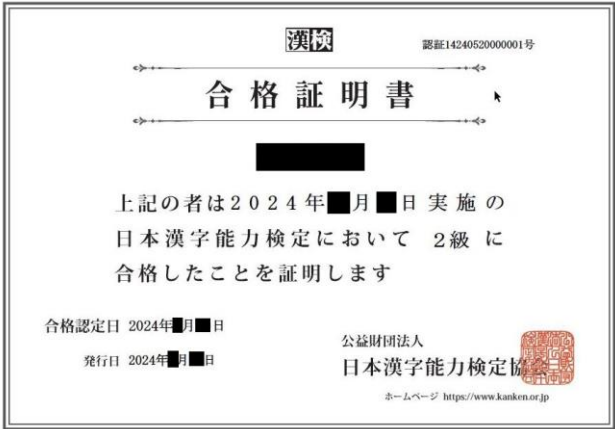 漢検
認証14240520000001号
合格証明書
上記の者は2024年 月 日実施の
日本漢字能力検定において 2級に
合格したことを証明します
合格認定日 2024年 月 日
発行日 2024年 月 日
公益財団法人
日本漢字能力検定協会
ホームページ https://www.kanken.or.jp